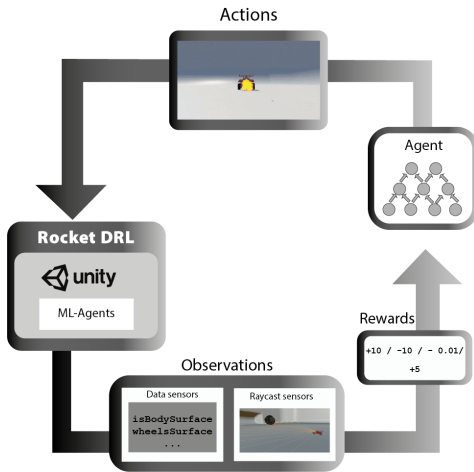 Actions
Agent
Rocket DRL
unity
ML-Agents
Rewards
+10 / -10 / - 0.01/
+5
Observations
Data sensors
isBodySurface
wheelsSurface
...
Raycast sensors